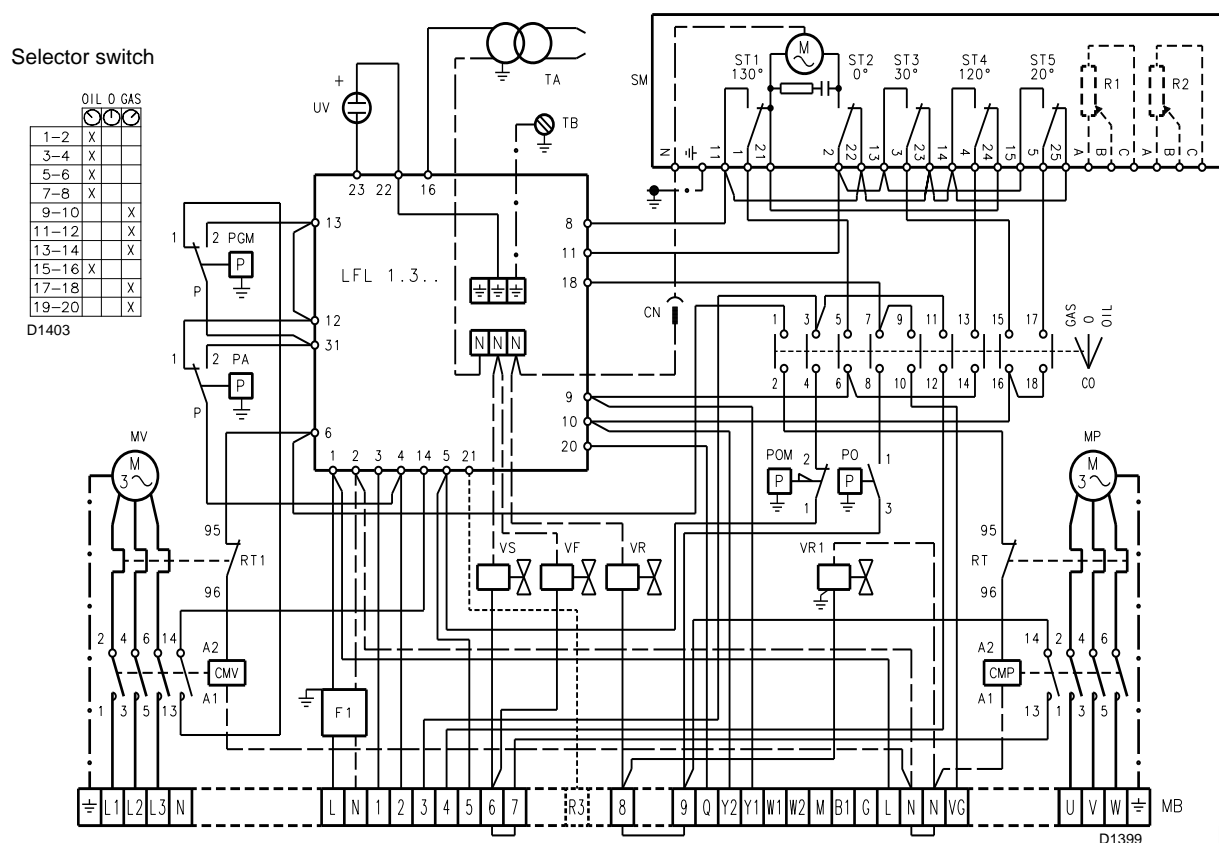 Selector switch
OIL O GAS
1-2 X
3-4 X
5-6 X
7-8 X
9-10 X
11-12 X
13-14 X
15-16 X
17-18 X
19-20 X
D1403
TA
+
UV
TB
SM
M
ST1 130°
ST2 0°
ST3 30°
ST4 120°
ST5 20°
R1
R2
N 11 1 21 2 22 13 3 23 14 4 24 15 5 25 A B C A B C
23 22 16
13
12
31
6
8
11
18
9
10
20
LFL 1.3..
N N N
1 2 3 4 14 5 21
1 2 PGM
P
P
1 2 PA
P
P
CN
1 3 5 7 9 11 13 15 17
2 4 6 8 10 12 14 16 18
GAS O OIL
CO
MV
M
3
95
RT1
96
2 4 6 14
A2
CMV
A1
1 3 5 13
F1
VS VF VR VR1
POM 2
P
1
PO 1
P
3
MP
M
3
95
RT
96
A2
CMP
A1
14 2 4 6
13 1 3 5
L1 L2 L3 N
L N 1 2 3 4 5 6 7
R3
8
9 Q Y2 Y1 W1 W2 M B1 G L N N VG
U V W
MB
D1399